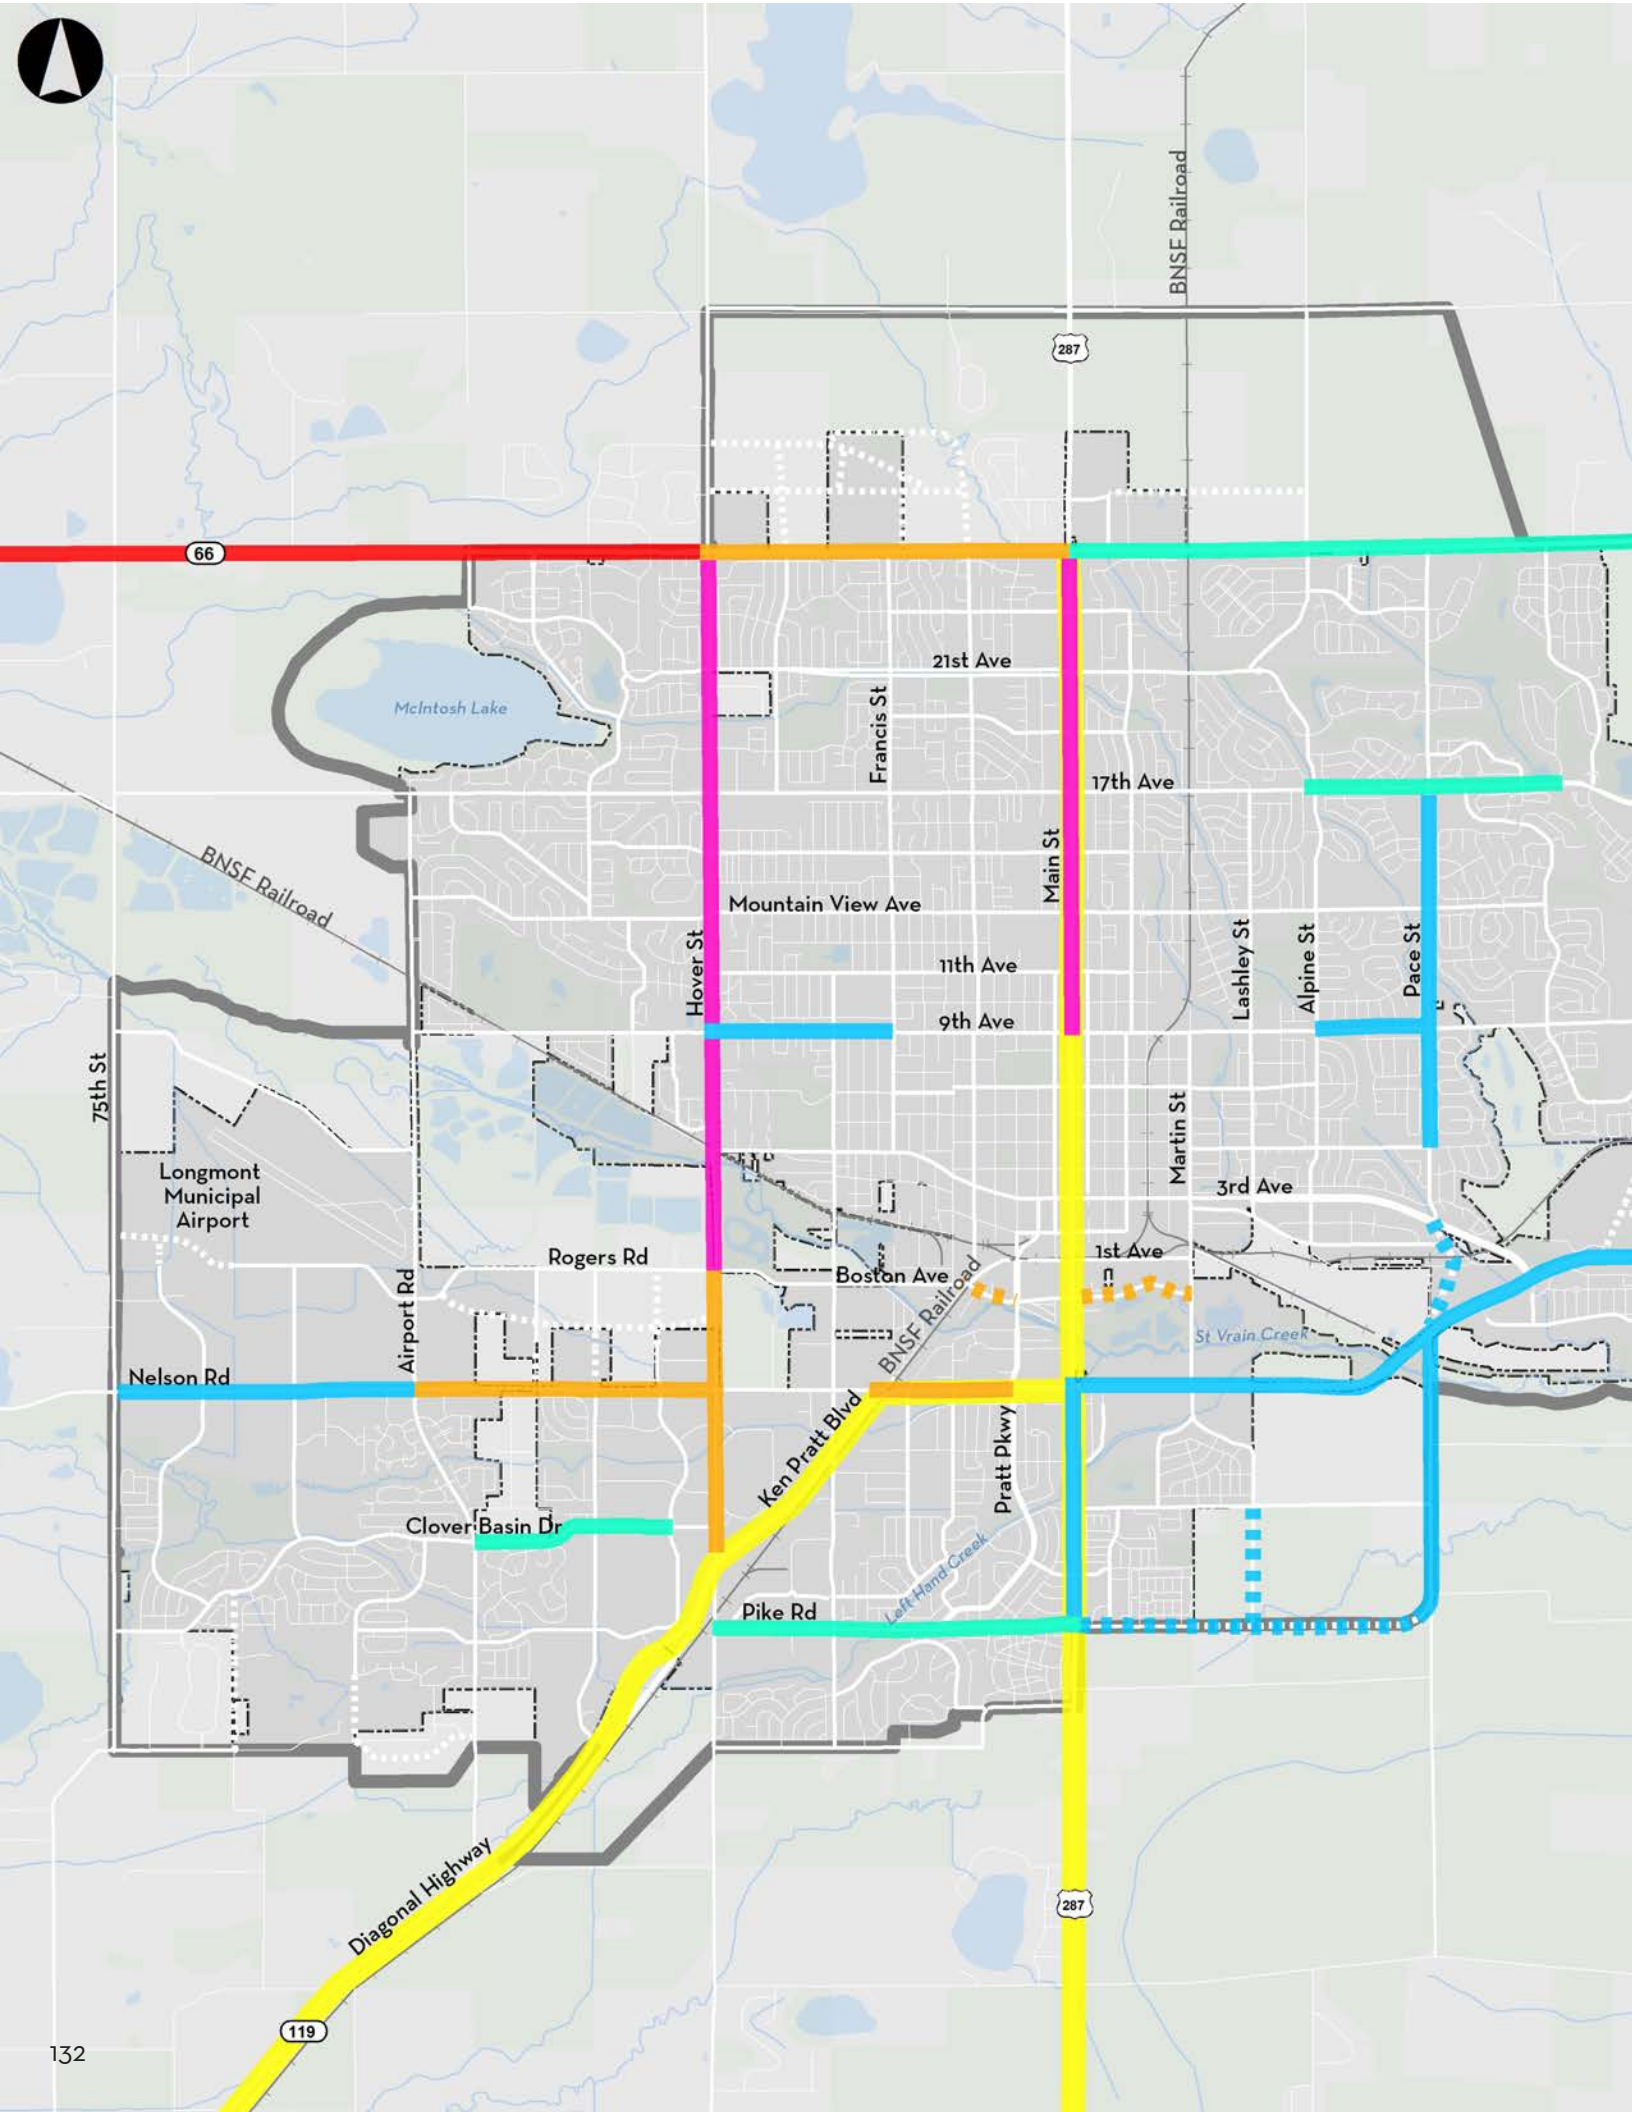 BNSF Railroad
287
66
21st Ave
McIntosh Lake
Francis St
17th Ave
Main St
BNSF Railroad
Mountain View Ave
Hover St
Lashley St
Alpine St
Pace St
11th Ave
9th Ave
75th St
Martin St
Longmont
Municipal
Airport
3rd Ave
Rogers Rd
1st Ave
Boston Ave
BNSF Railroad
Airport Rd
St Vrain Creek
Nelson Rd
Ken Pratt Blvd
Pratt Pkwy
Clover Basin Dr
Left Hand Creek
Pike Rd
Diagonal Highway
287
119
132